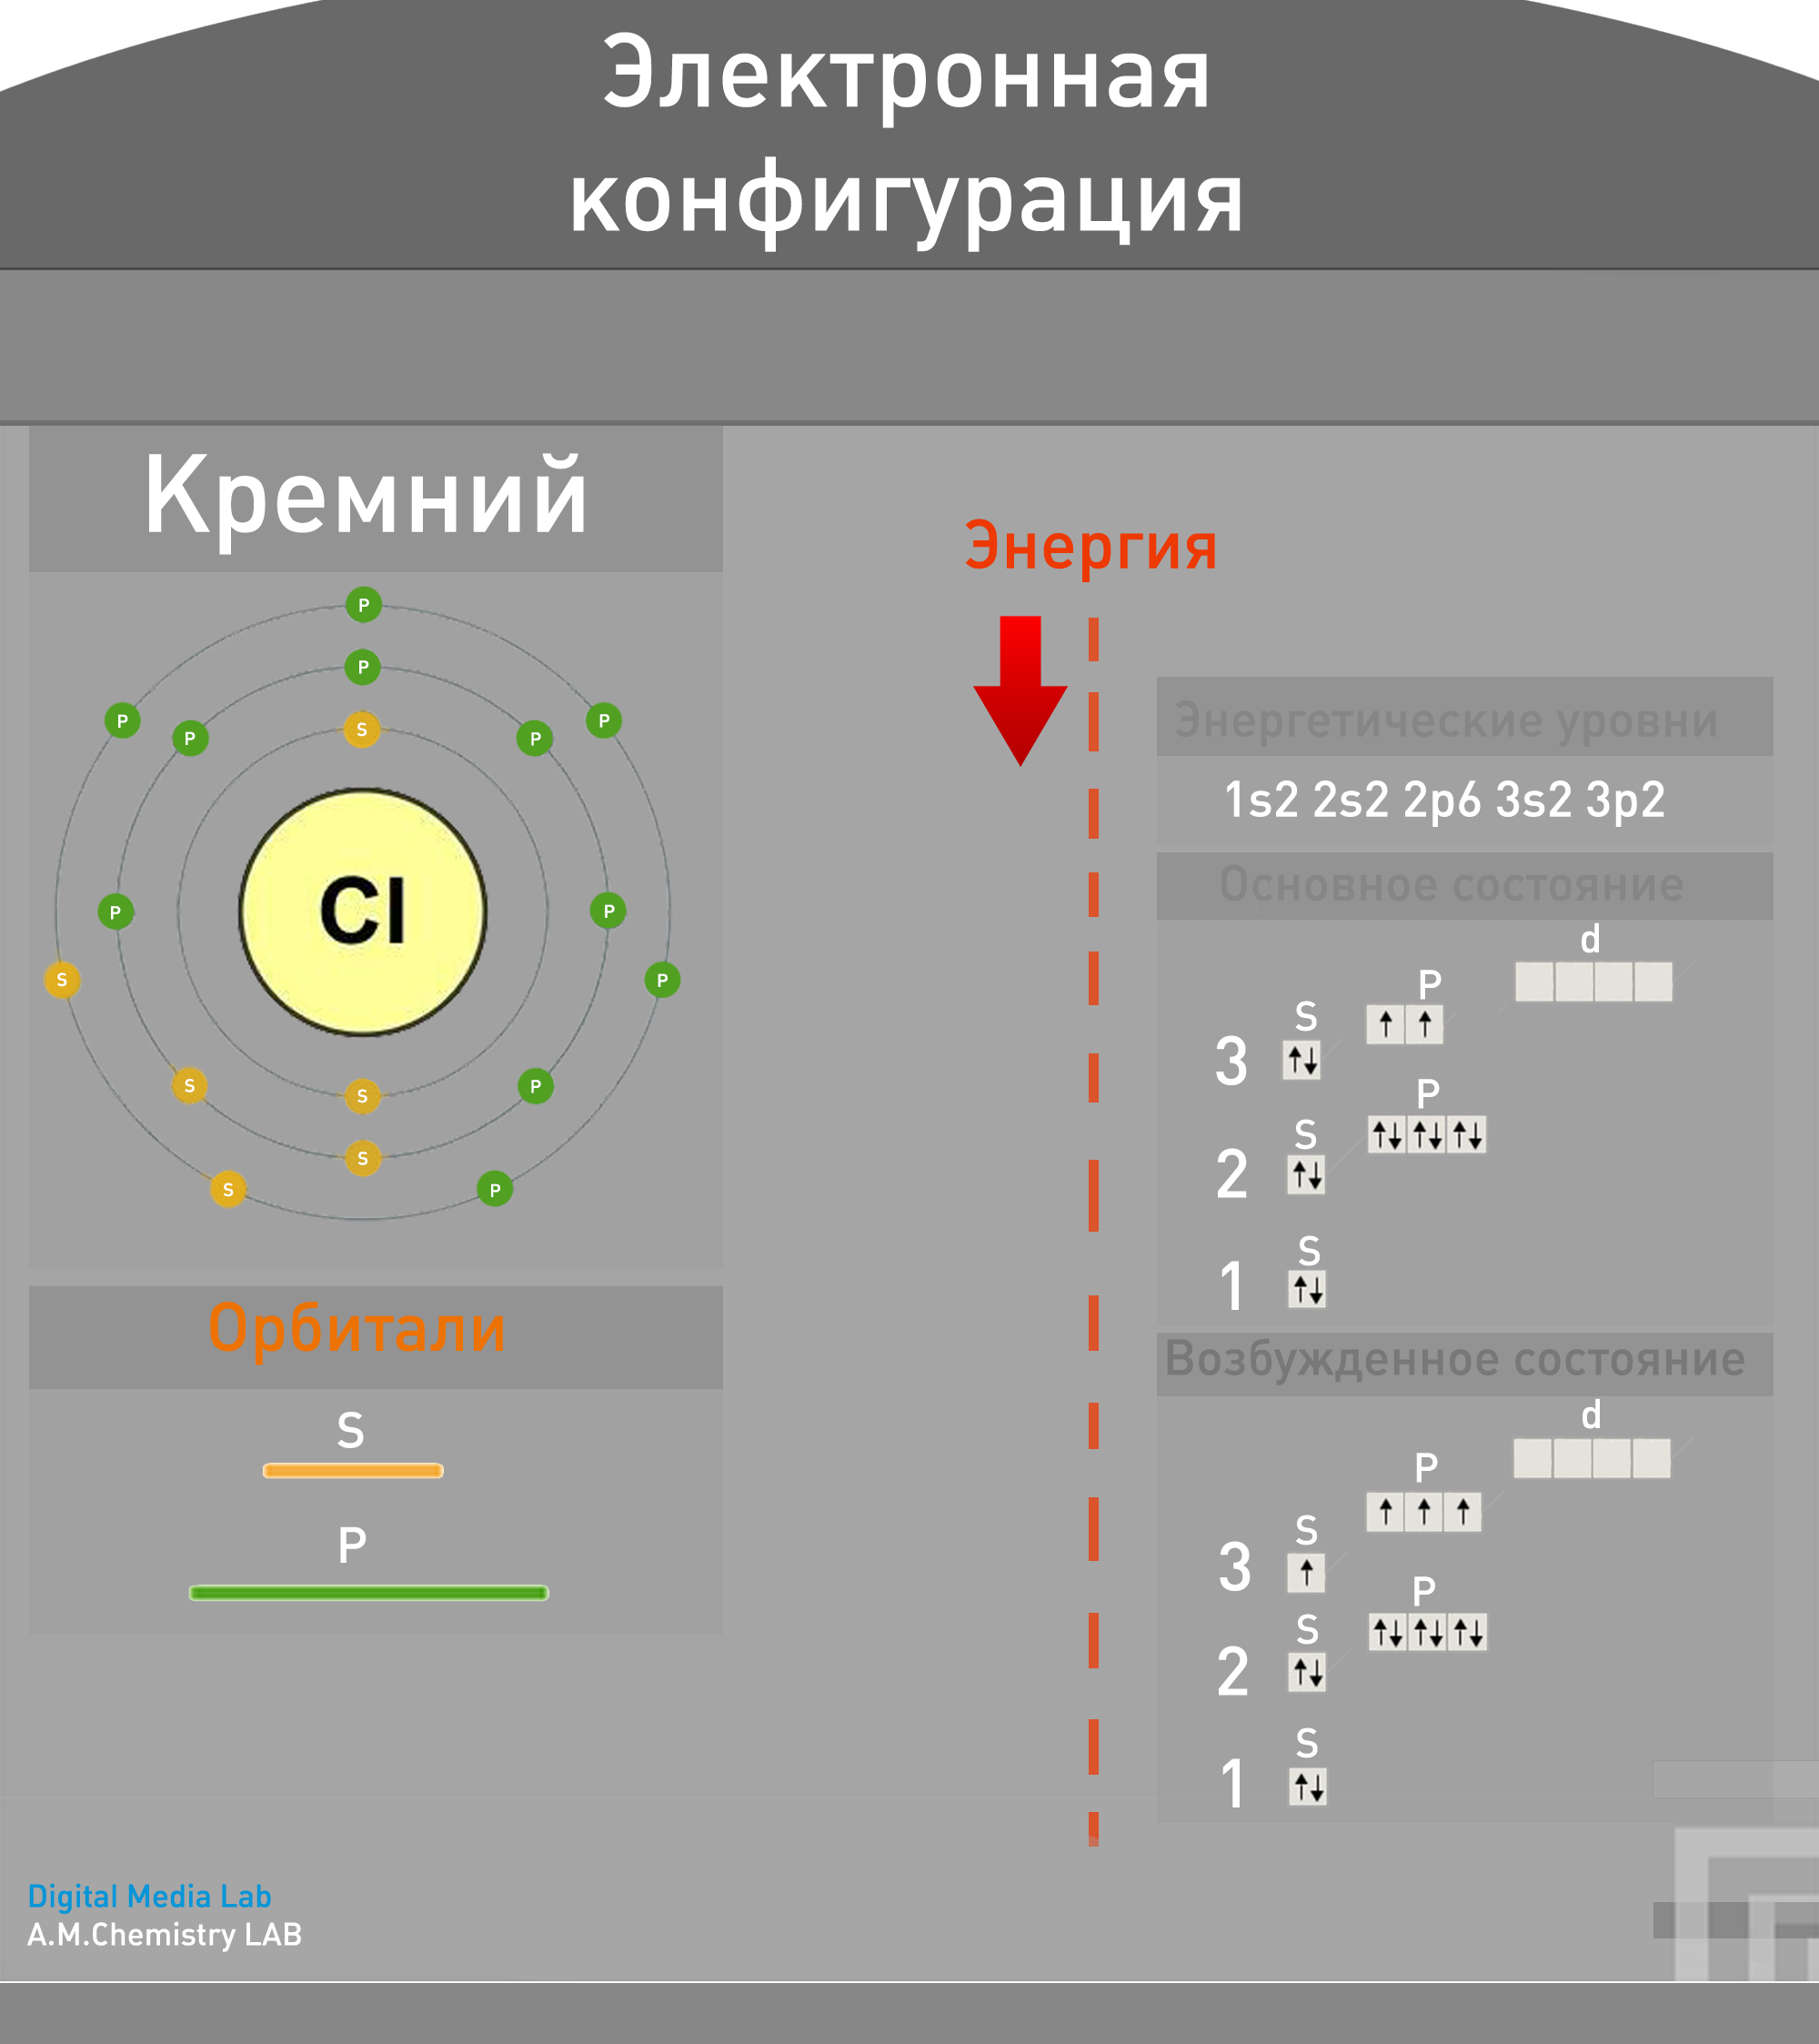 Электронная
конфигурация
Кремний
P
P
P
P
P
P
S
Cl
P
P
S
P
S
S
P
S
S
P
Орбитали
S
P
Энергия
Энергетические уровни
1s2 2s2 2p6 3s2 3p2
Основное состояние
d
P
S
3
P
S
2
S
1
Возбужденное состояние
d
P
S
3
P
S
2
S
1
Digital Media Lab
A.M.Chemistry LAB